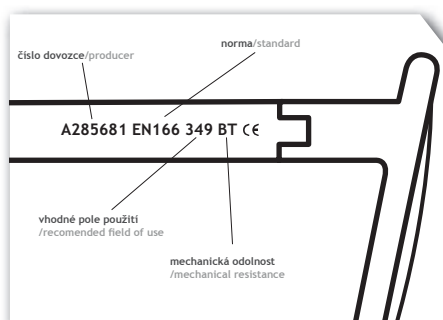 norma/standard
číslo dovozce/producer
A285681 EN166 349 BT CE
vhodné pole použití
/recomended field of use
mechanická odolnost
/mechanical resistance